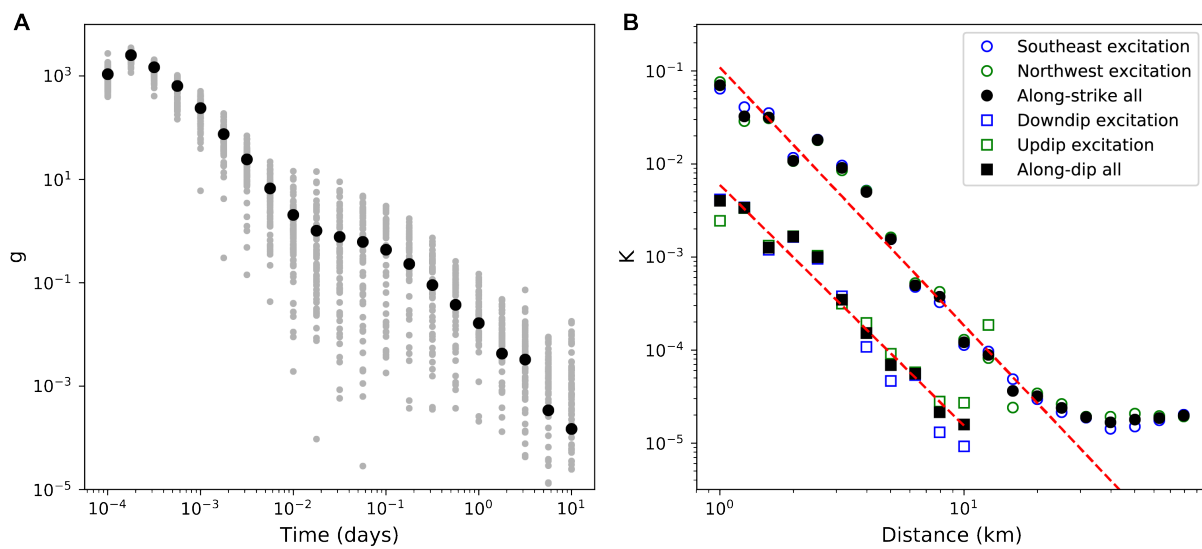 A
g
10^3
10^1
10^-1
10^-3
10^-5
10^-4
10^-3
10^-2
10^-1
10^0
10^1
Time (days)
B
K
10^-1
10^-2
10^-3
10^-4
10^-5
10^0
10^1
Distance (km)
Southeast excitation
Northwest excitation
Along-strike all
Downdip excitation
Updip excitation
Along-dip all